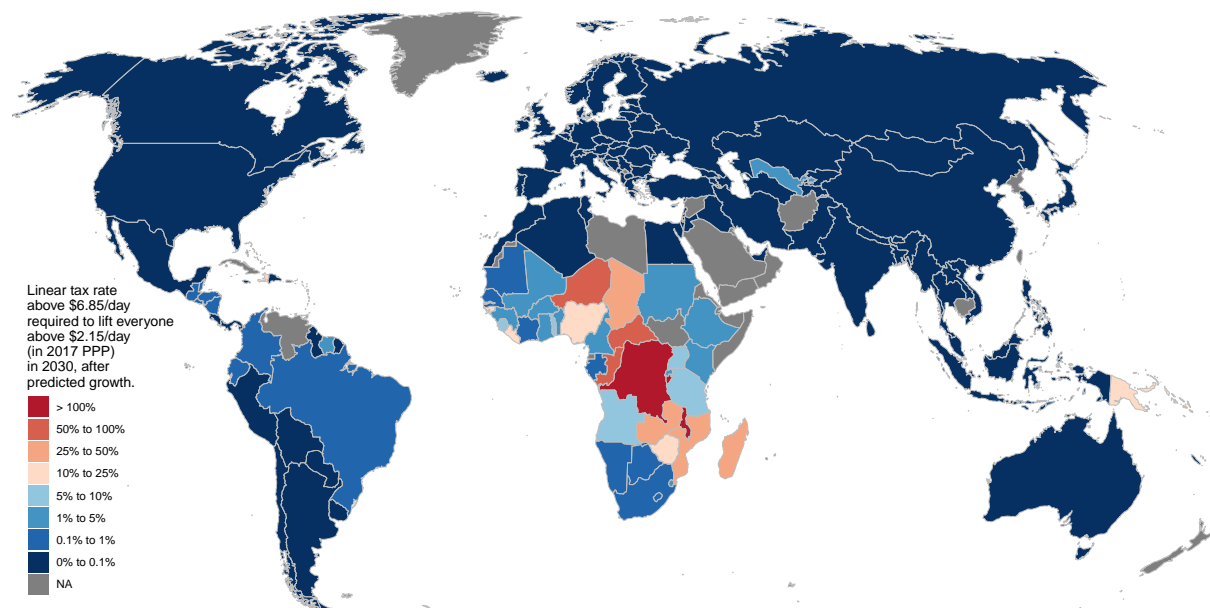 Linear tax rate
above $6.85/day
required to lift everyone
above $2.15/day
(in 2017 PPP)
in 2030, after
predicted growth.
> 100%
50% to 100%
25% to 50%
10% to 25%
5% to 10%
1% to 5%
0.1% to 1%
0% to 0.1%
NA